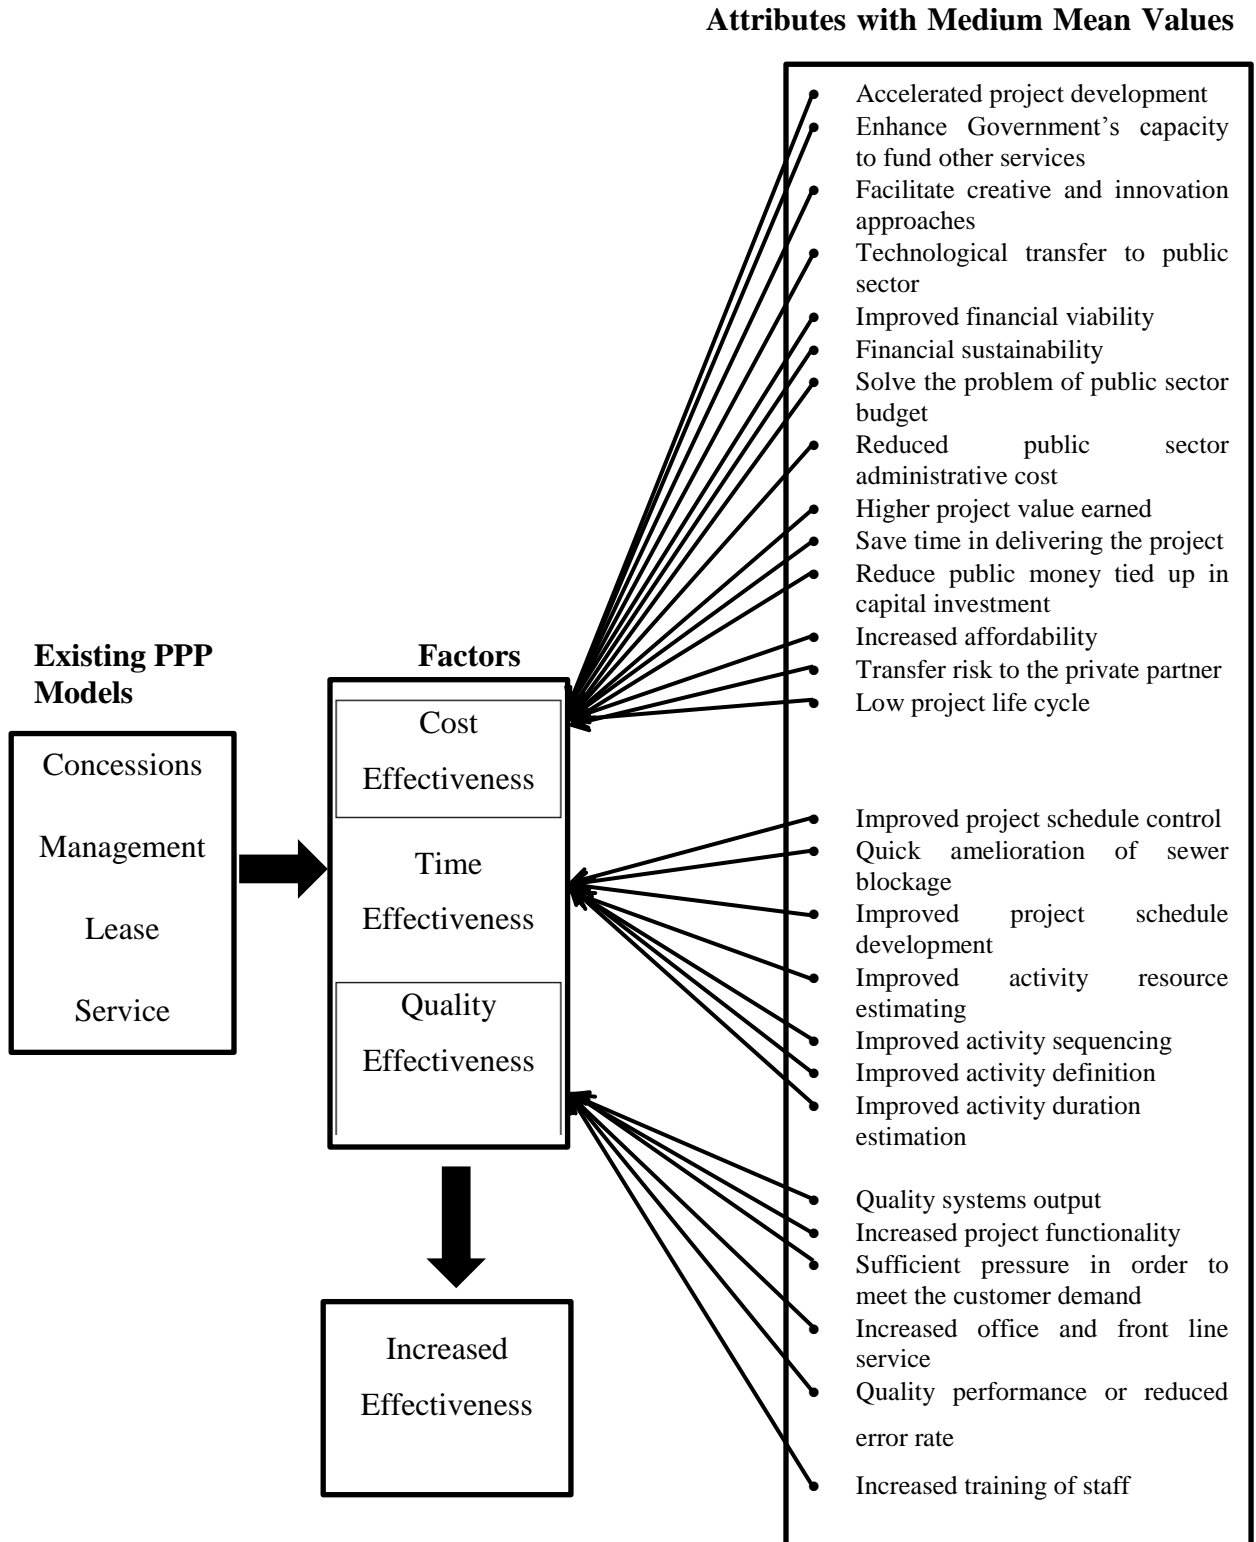 Attributes with Medium Mean Values
Accelerated project development
Enhance Government’s capacity
to fund other services
Facilitate creative and innovation
approaches
Technological transfer to public
sector
Improved financial viability
Financial sustainability
Solve the problem of public sector
budget
Reduced public sector
administrative cost
Higher project value earned
Save time in delivering the project
Reduce public money tied up in
capital investment
Increased affordability
Transfer risk to the private partner
Low project life cycle
Improved project schedule control
Quick amelioration of sewer
blockage
Improved project schedule
development
Improved activity resource
estimating
Improved activity sequencing
Improved activity definition
Improved activity duration
estimation
Quality systems output
Increased project functionality
Sufficient pressure in order to
meet the customer demand
Increased office and front line
service
Quality performance or reduced
error rate
Increased training of staff
Existing PPP
Models
Concessions
Management
Lease
Service
Factors
Cost
Effectiveness
Time
Effectiveness
Quality
Effectiveness
Increased
Effectiveness